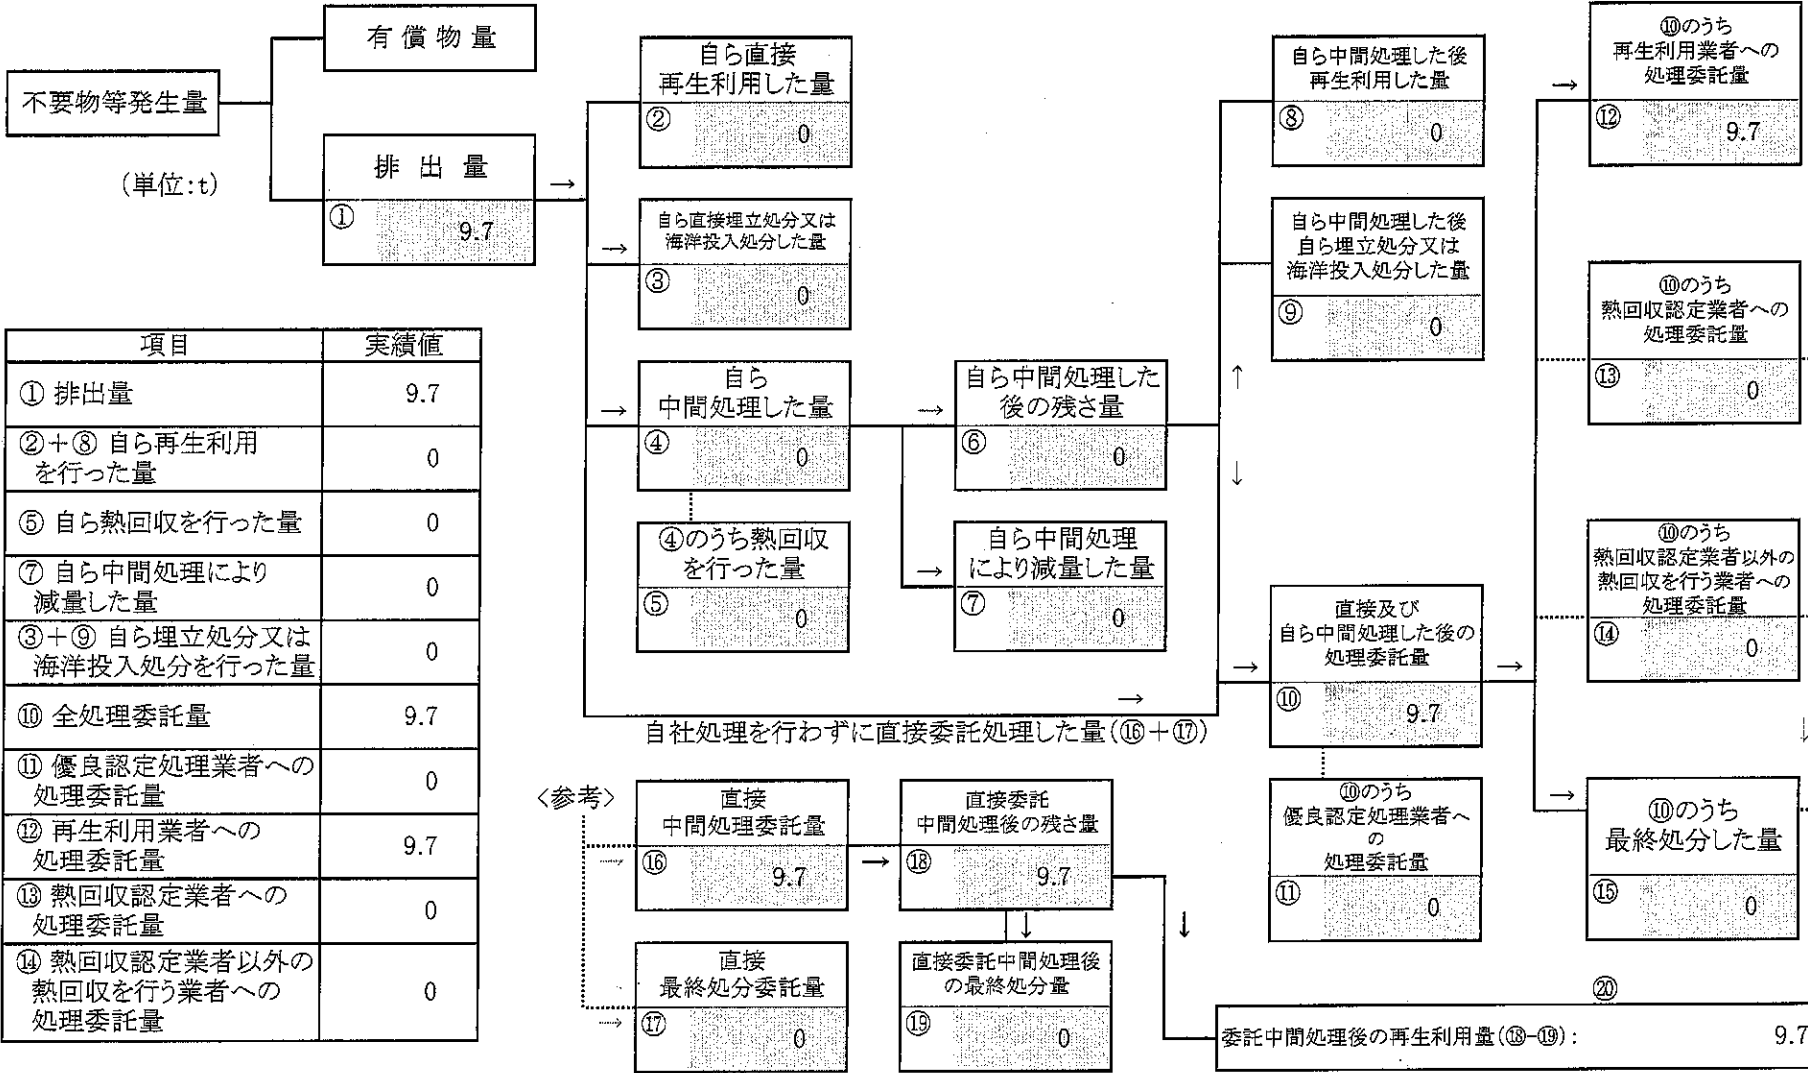 有償物量
不要物等発生量
(単位:t)
排出量
①
9.7
→
自ら直接
再生利用した量
②
0
→
自ら直接埋立処分又は
海洋投入処分した量
③
0
→
自ら
中間処理した量
④
0
④のうち熱回収
を行った量
⑤
0
→
自ら中間処理した
後の残さ量
⑥
0
→
自ら中間処理
により減量した量
⑦
0
↑
↓
自ら中間処理した後
再生利用した量
⑧
0
自ら中間処理した後
自ら埋立処分又は
海洋投入処分した量
⑨
0
→
自社処理を行わずに直接委託処理した量(⑯+⑰)
→
直接及び
自ら中間処理した後の
処理委託量
⑩
9.7
→
⑩のうち
優良認定処理業者へ
の
処理委託量
⑪
0
→
⑩のうち
再生利用業者への
処理委託量
⑫
9.7
⑩のうち
熱回収認定業者への
処理委託量
⑬
0
⑩のうち
熱回収認定業者以外の
熱回収を行う業者への
処理委託量
⑭
0
↓
→
⑩のうち
最終処分した量
⑮
0
項目 実績値
① 排出量 9.7
②+⑧ 自ら再生利用
を行った量 0
⑤ 自ら熱回収を行った量 0
⑦ 自ら中間処理により
減量した量 0
③+⑨ 自ら埋立処分又は
海洋投入処分を行った量 0
⑩ 全処理委託量 9.7
⑪ 優良認定処理業者への
処理委託量 0
⑫ 再生利用業者への
処理委託量 9.7
⑬ 熱回収認定業者への
処理委託量 0
⑭ 熱回収認定業者以外の
熱回収を行う業者への
処理委託量 0
〈参考〉
→
直接
中間処理委託量
⑯
9.7
→
直接委託
中間処理後の残さ量
⑱
9.7
↓
↓
→
直接
最終処分委託量
⑰
0
直接委託中間処理後
の最終処分量
⑲
0
⑳
委託中間処理後の再生利用量(⑱-⑲): 9.7